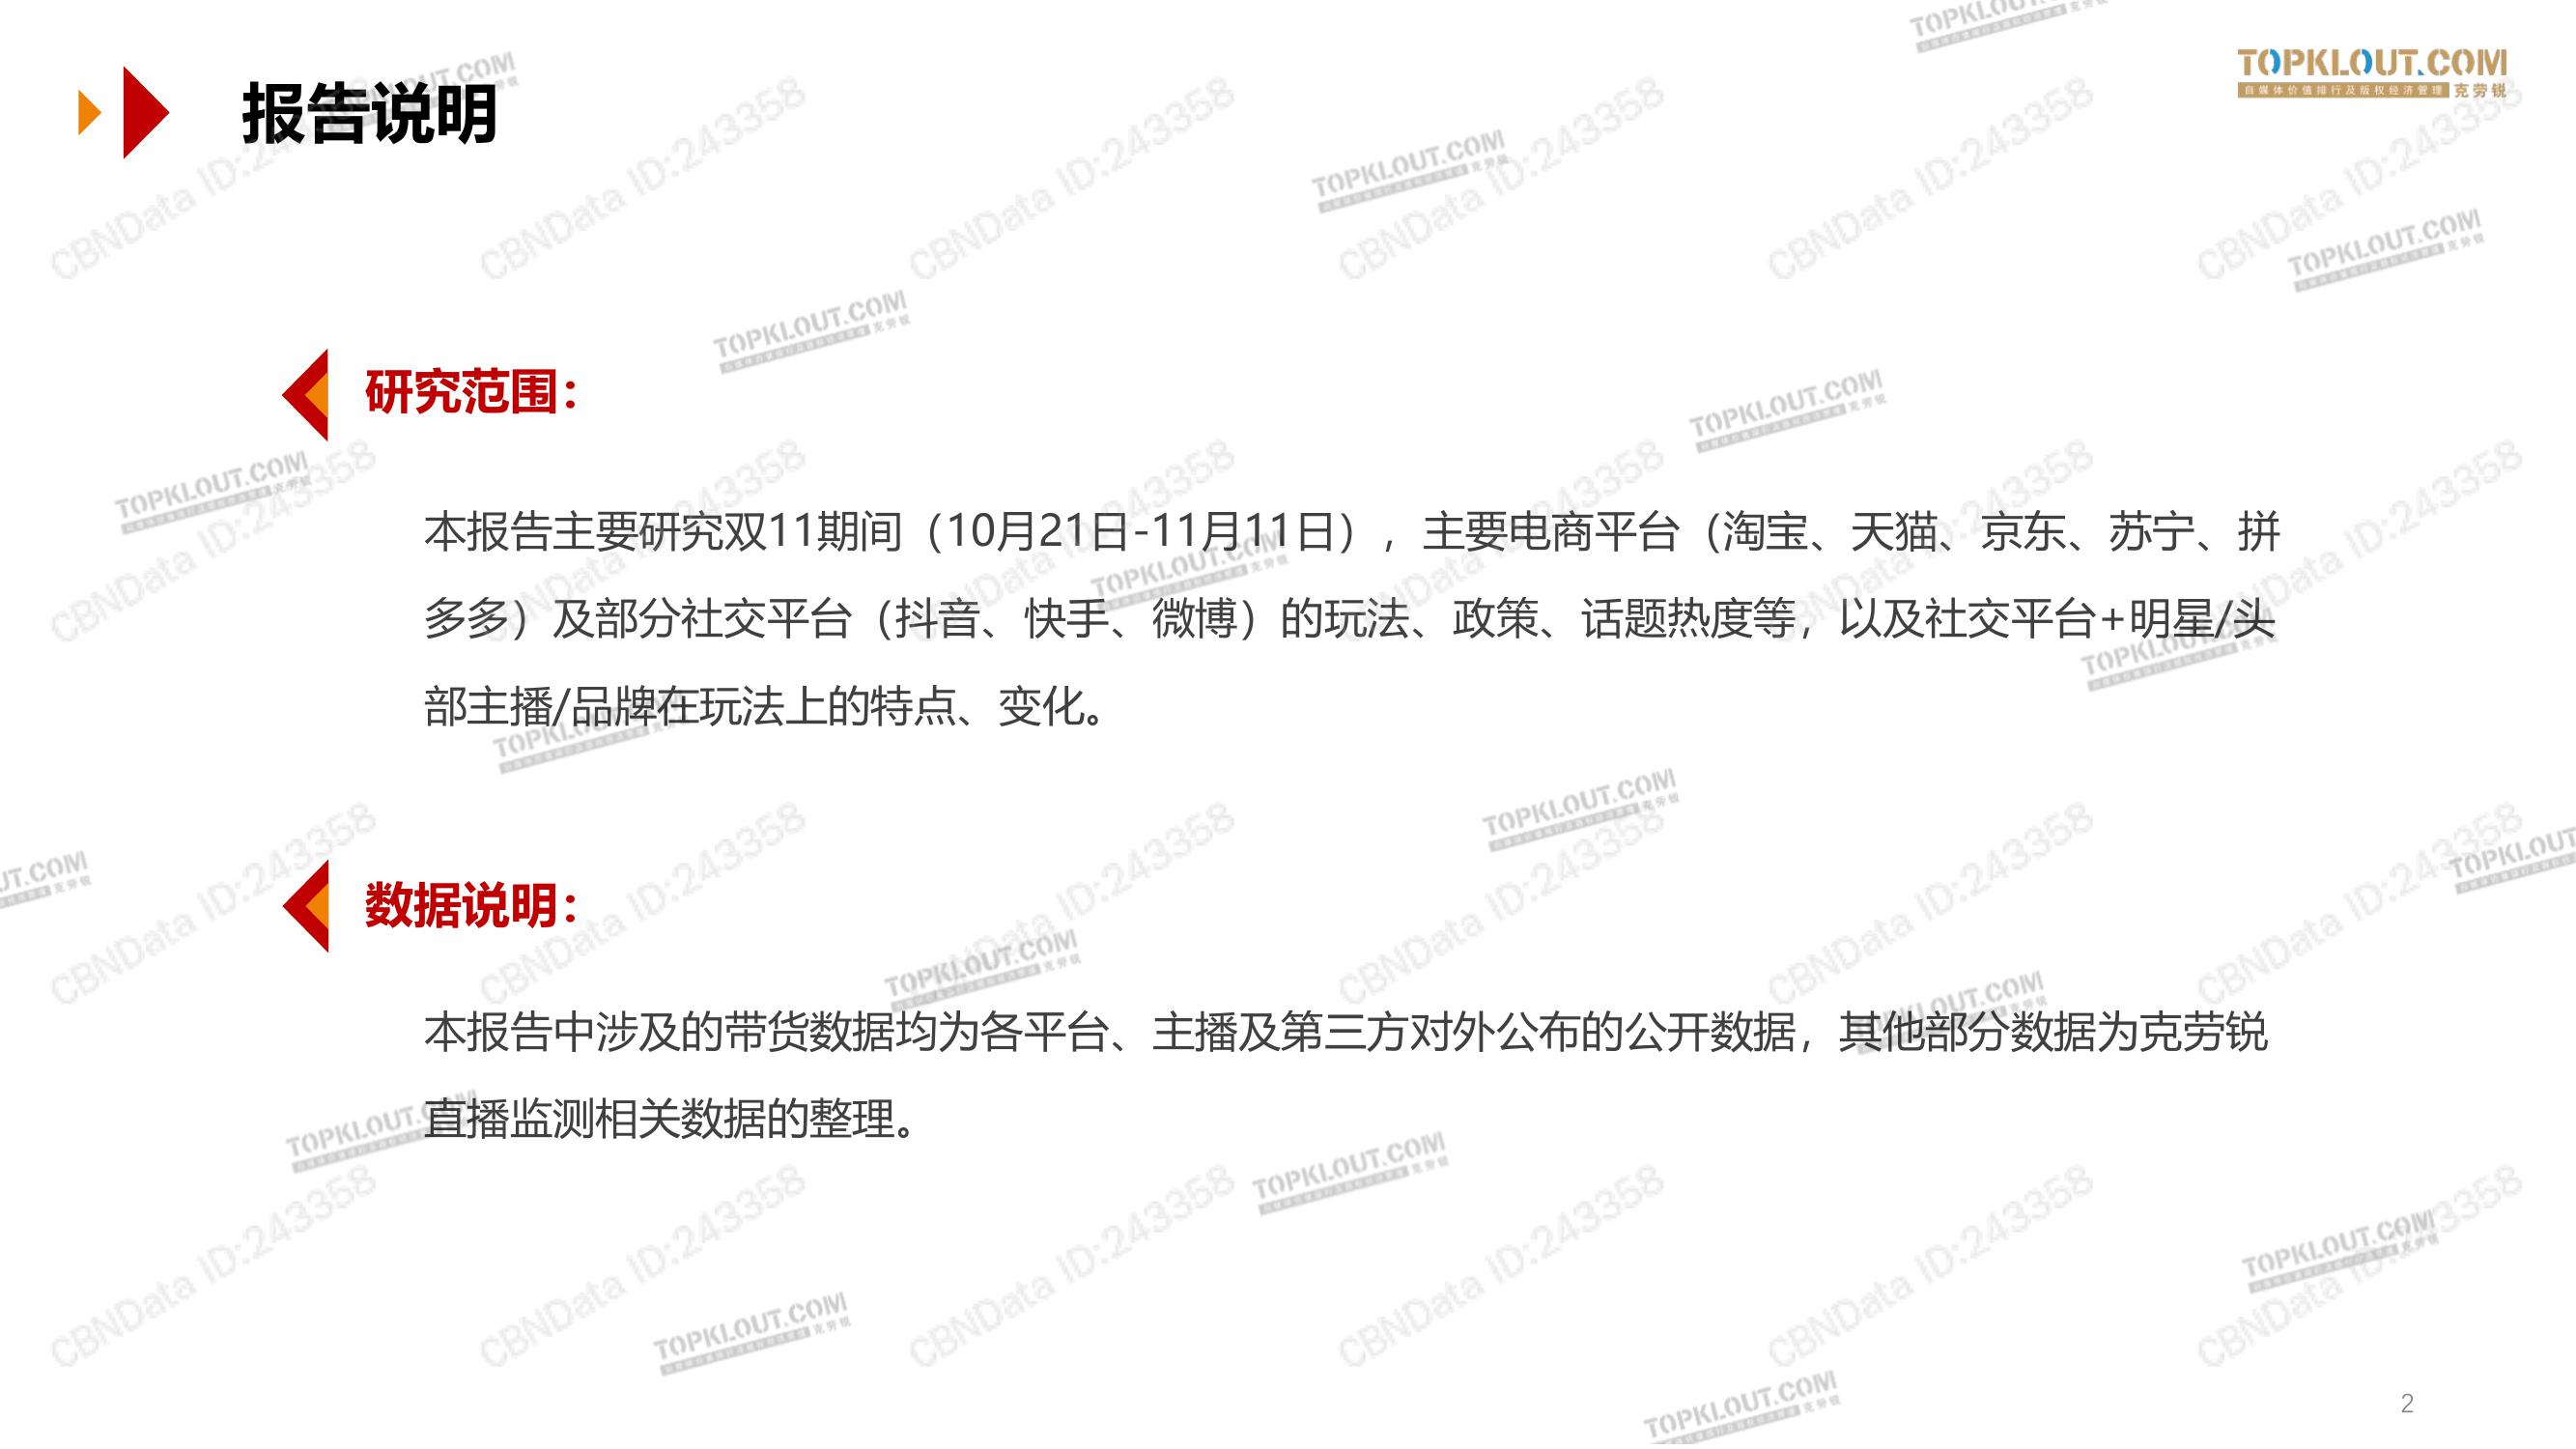 报告说明
TOPKLOUT.COM
自媒体价值排行及版权经济管理 克劳锐
研究范围：
本报告主要研究双11期间（10月21日-11月11日），主要电商平台（淘宝、天猫、京东、苏宁、拼
多多）及部分社交平台（抖音、快手、微博）的玩法、政策、话题热度等，以及社交平台+明星/头
部主播/品牌在玩法上的特点、变化。
数据说明：
本报告中涉及的带货数据均为各平台、主播及第三方对外公布的公开数据，其他部分数据为克劳锐
直播监测相关数据的整理。
CBNData ID:243358
2